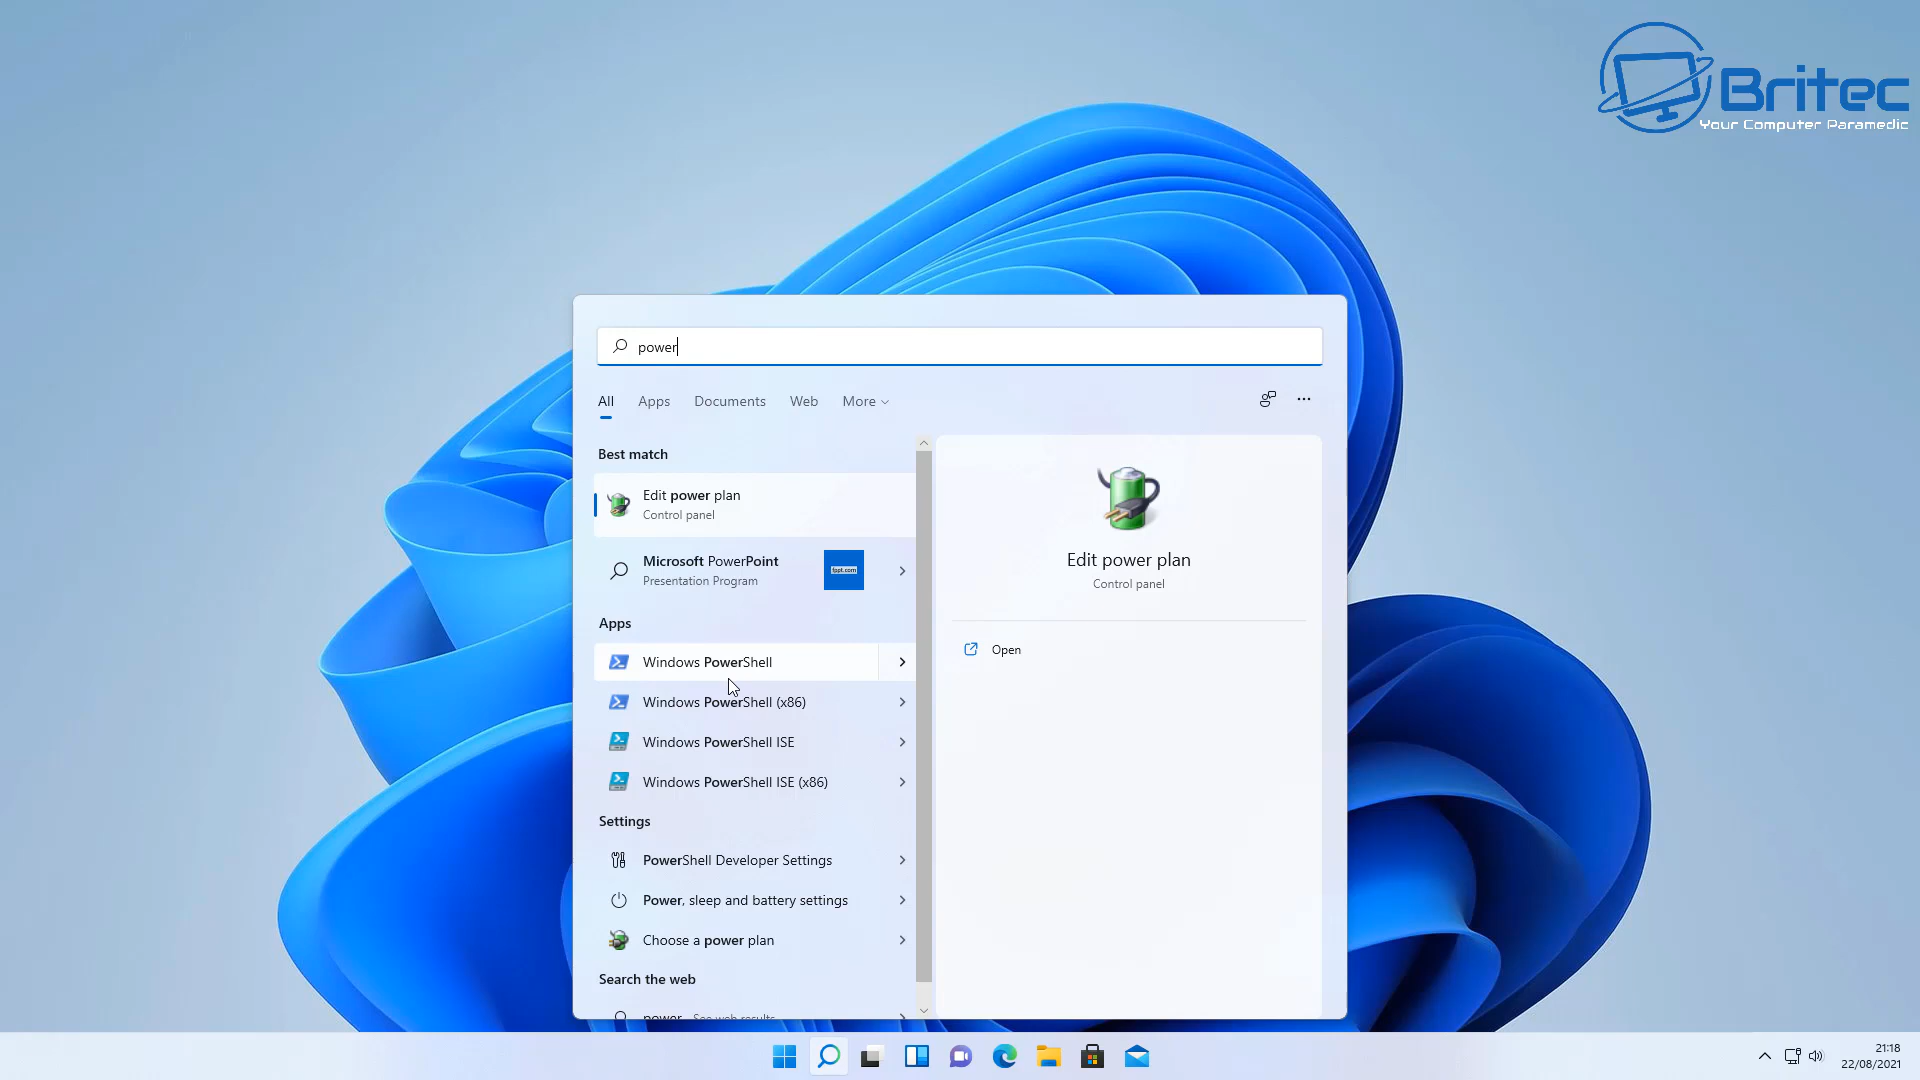 Britec
Your Computer Paramedic
power
All Apps Documents Web More
Best match
Edit power plan
Control panel
Microsoft PowerPoint
Presentation Program
fppt.com
Apps
Windows PowerShell
Windows PowerShell (x86)
Windows PowerShell ISE
Windows PowerShell ISE (x86)
Settings
PowerShell Developer Settings
Power, sleep and battery settings
Choose a power plan
Search the web
power - See web results
Edit power plan
Control panel
Open
21:18
22/08/2021